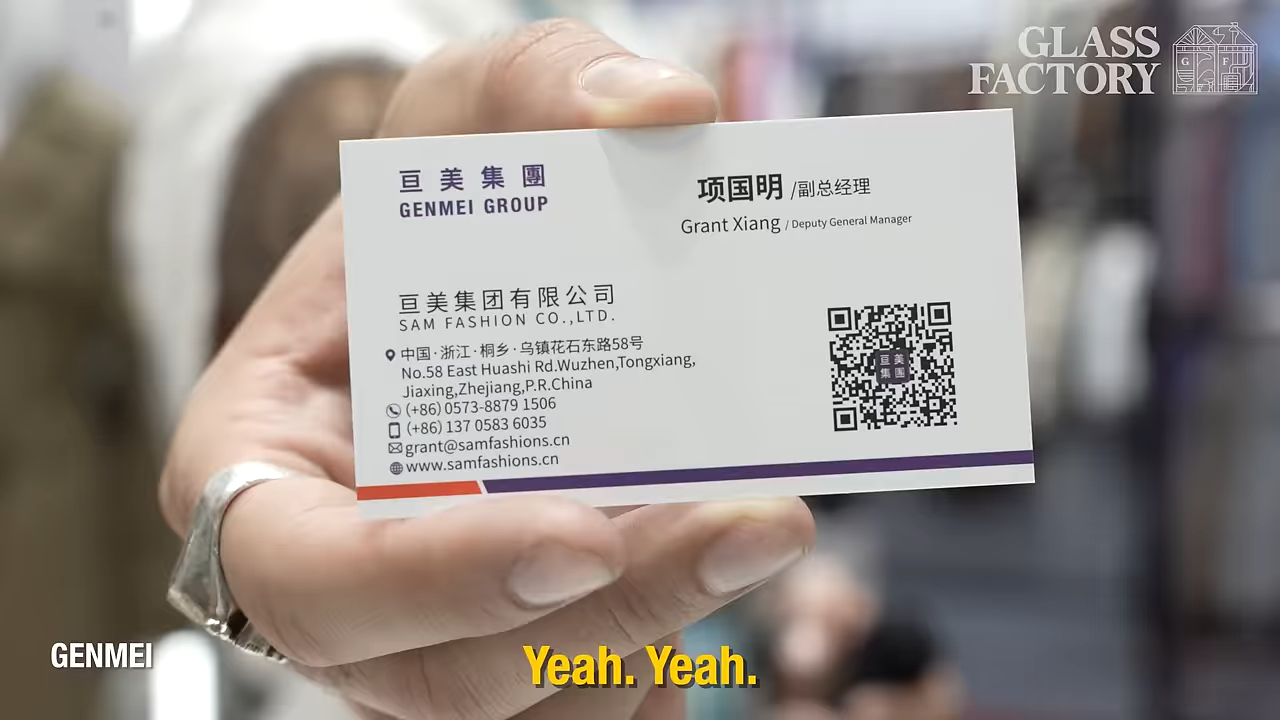 GLASS
FACTORY
G F
亘美集團
GENMEI GROUP
项国明 /副总经理
Grant Xiang / Deputy General Manager
亘美集团有限公司
SAM FASHION CO.,LTD.
中国·浙江·桐乡·乌镇花石东路58号
No.58 East Huashi Rd.Wuzhen,Tongxiang,
Jiaxing,Zhejiang,P.R.China
(+86) 0573-8879 1506
(+86) 137 0583 6035
grant@samfashions.cn
www.samfashions.cn
亘美
集團
GENMEI
Yeah. Yeah.